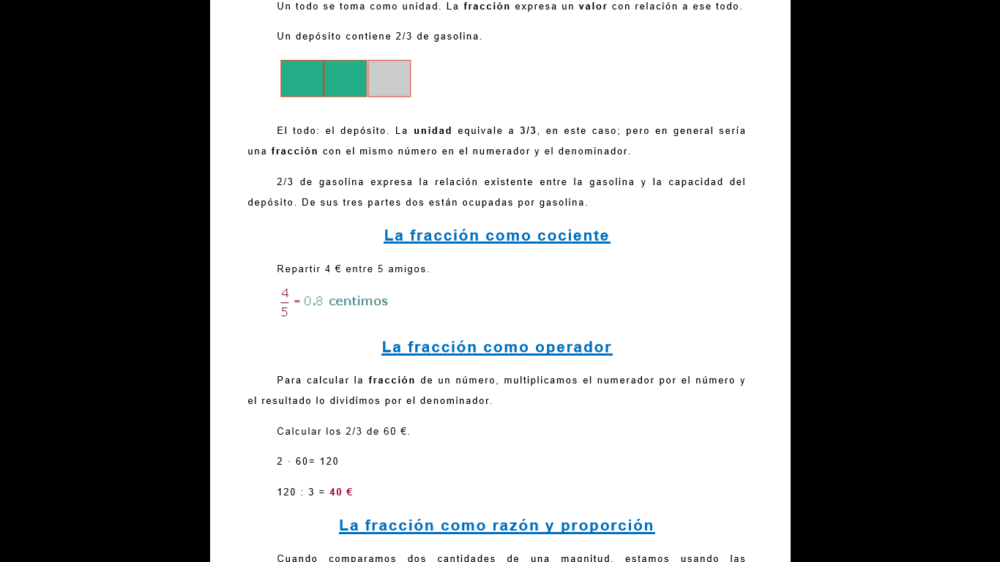 Un todo se toma como unidad. La fracción expresa un valor con relación a ese todo.
Un depósito contiene 2/3 de gasolina.
El todo: el depósito. La unidad equivale a 3/3, en este caso; pero en general sería
una fracción con el mismo número en el numerador y el denominador.
2/3 de gasolina expresa la relación existente entre la gasolina y la capacidad del
depósito. De sus tres partes dos están ocupadas por gasolina.
La fracción como cociente
Repartir 4 € entre 5 amigos.
4/5 = 0.8 centimos
La fracción como operador
Para calcular la fracción de un número, multiplicamos el numerador por el número y
el resultado lo dividimos por el denominador.
Calcular los 2/3 de 60 €.
2 · 60= 120
120 : 3 = 40 €
La fracción como razón y proporción
Cuando comparamos dos cantidades de una magnitud, estamos usando las